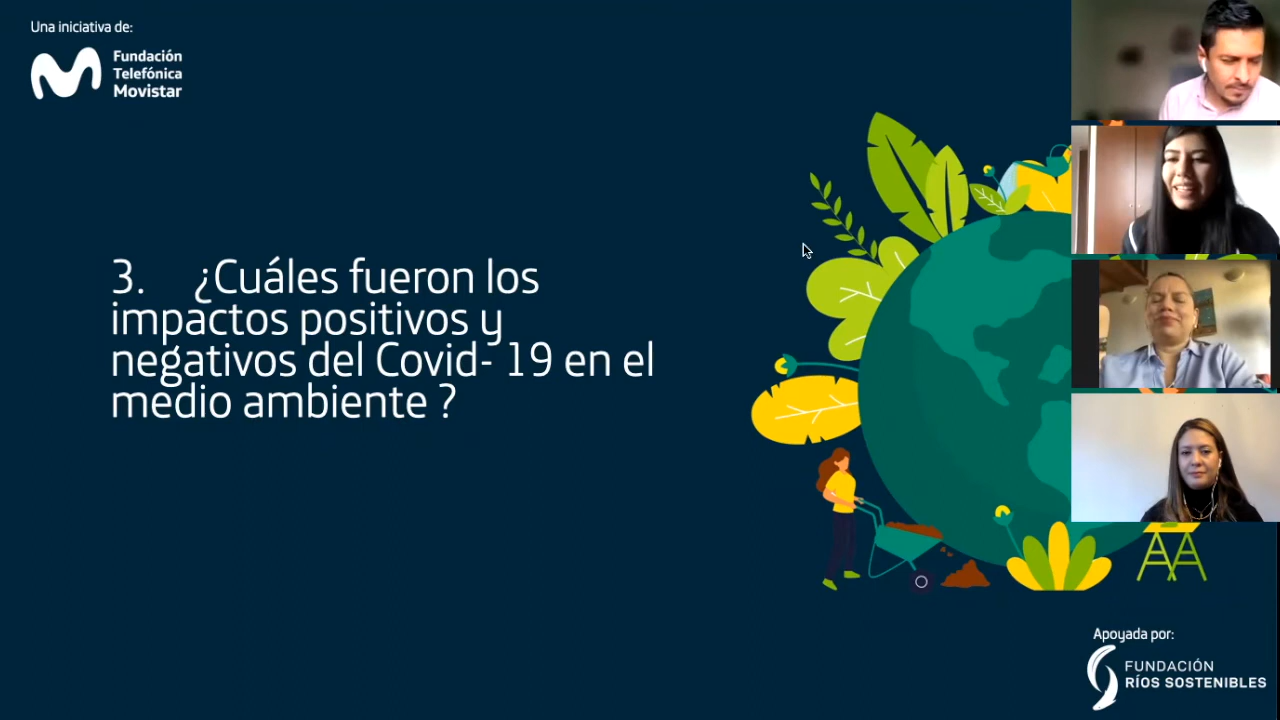 Una iniciativa de:
Fundación
Telefónica
Movistar
3. ¿Cuáles fueron los
impactos positivos y
negativos del Covid- 19 en el
medio ambiente ?
Apoyada por:
FUNDACIÓN
RÍOS SOSTENIBLES